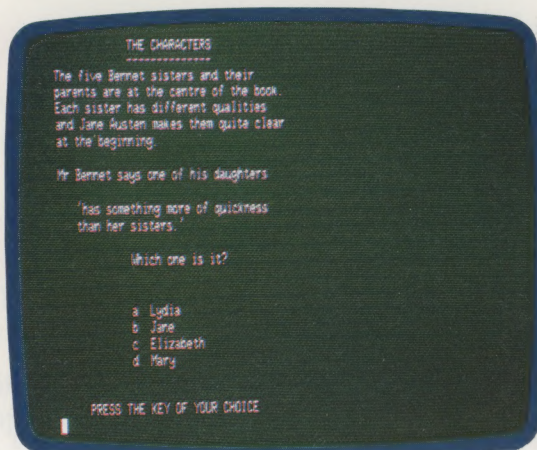 THE CHARACTERS
---------------
The five Bennet sisters and their
parents are at the centre of the book.
Each sister has different qualities
and Jane Austen makes them quite clear
at the beginning.
Mr Bennet says one of his daughters
'has something more of quickness
than her sisters.'
Which one is it?
a Lydia
b Jane
c Elizabeth
d Mary
PRESS THE KEY OF YOUR CHOICE